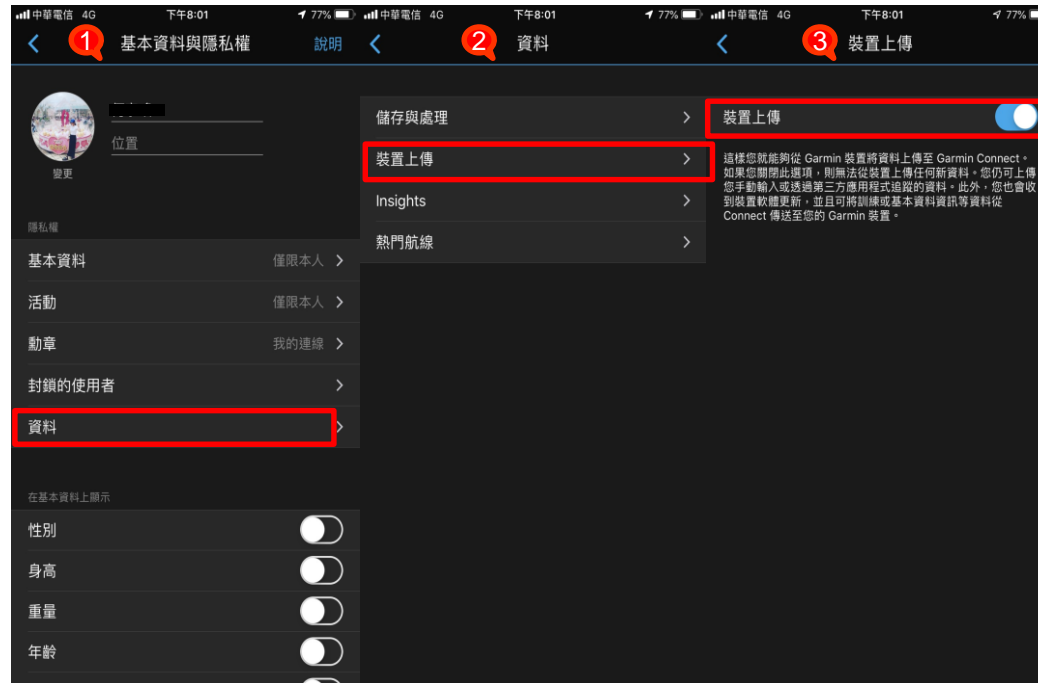 中華電信 4G 下午8:01 77%
1 基本資料與隱私權 說明
位置
變更
隱私權
基本資料 僅限本人
活動 僅限本人
勳章 我的連線
封鎖的使用者
資料
在基本資料上顯示
性別
身高
重量
年齡
中華電信 4G 下午8:01 77%
2 資料
儲存與處理
裝置上傳
Insights
熱門航線
中華電信 4G 下午8:01 77%
3 裝置上傳
裝置上傳
這樣您就能夠從 Garmin 裝置將資料上傳至 Garmin Connect。
如果您關閉此選項，則無法從裝置上傳任何新資料。您仍可上傳
您手動輸入或透過第三方應用程式追蹤的資料。此外，您也會收
到裝置軟體更新，並且可將訓練或基本資料資訊等資料從
Connect 傳送至您的 Garmin 裝置。